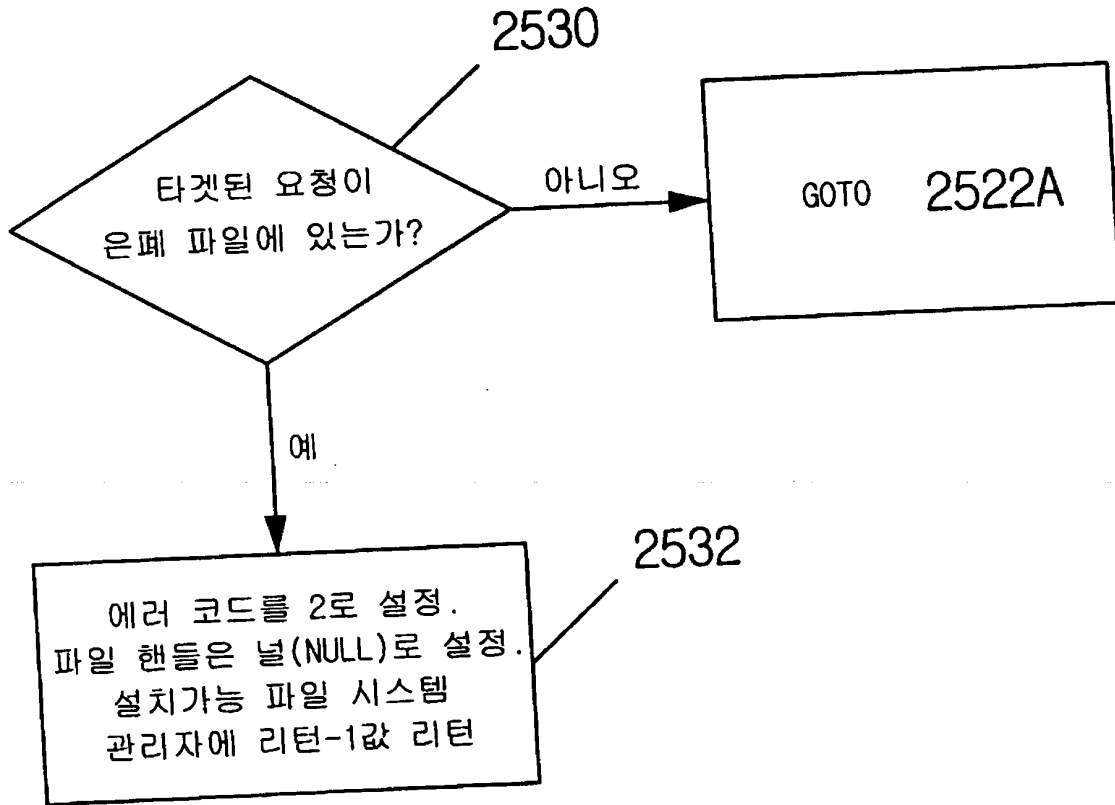 2530
타겟된 요청이
은폐 파일에 있는가?
아니오
GOTO 2522A
예
2532
에러 코드를 2로 설정.
파일 핸들은 널(NULL)로 설정.
설치가능 파일 시스템
관리자에 리턴-1값 리턴